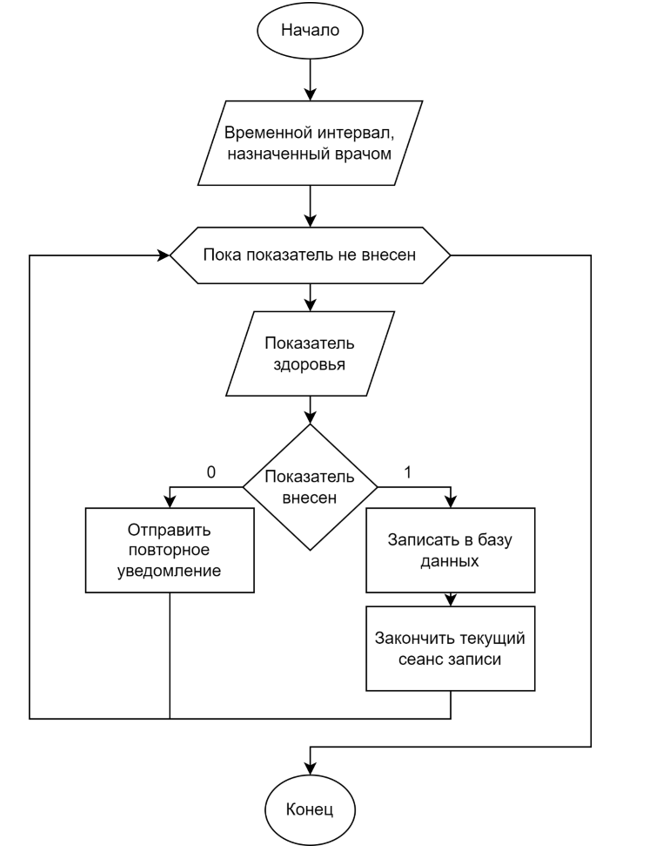 Начало
Временной интервал,
назначенный врачом
Пока показатель не внесен
Показатель
здоровья
Показатель
внесен
0
1
Отправить
повторное
уведомление
Записать в базу
данных
Закончить текущий
сеанс записи
Конец